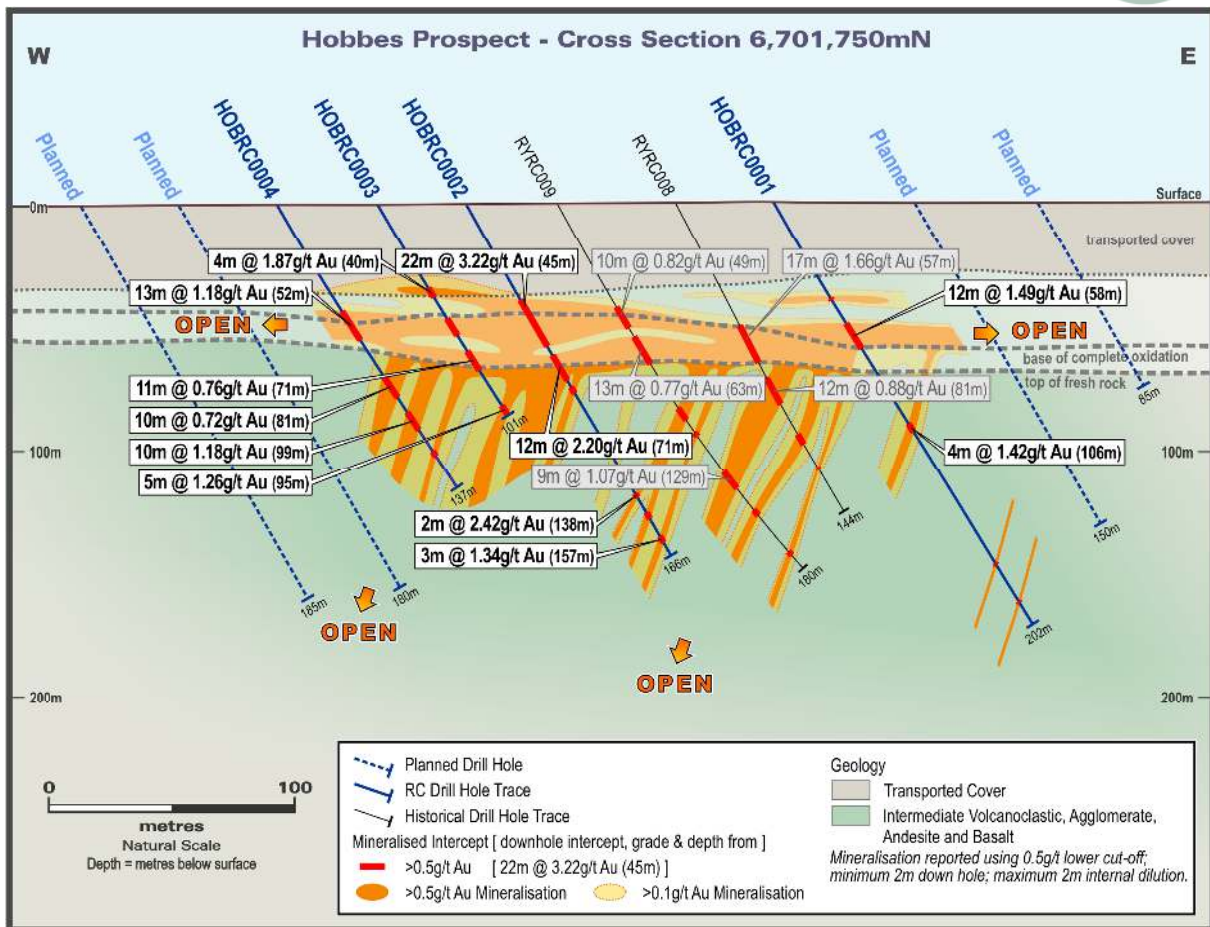 Hobbes Prospect - Cross Section 6,701,750mN
W
E
Planned
Planned
HOBRC0004
HOBRC0003
HOBRC0002
RYRC009
RYRC008
HOBRC0001
Planned
Planned
0m
Surface
transported cover
4m @ 1.87g/t Au (40m)
22m @ 3.22g/t Au (45m)
10m @ 0.82g/t Au (49m)
17m @ 1.66g/t Au (57m)
13m @ 1.18g/t Au (52m)
12m @ 1.49g/t Au (58m)
OPEN
OPEN
base of complete oxidation
top of fresh rock
11m @ 0.76g/t Au (71m)
13m @ 0.77g/t Au (63m)
12m @ 0.88g/t Au (81m)
85m
10m @ 0.72g/t Au (81m)
101m
12m @ 2.20g/t Au (71m)
100m
100m
10m @ 1.18g/t Au (99m)
4m @ 1.42g/t Au (106m)
9m @ 1.07g/t Au (129m)
5m @ 1.26g/t Au (95m)
137m
144m
2m @ 2.42g/t Au (138m)
150m
3m @ 1.34g/t Au (157m)
166m
180m
185m
180m
202m
OPEN
OPEN
200m
200m
0
100
metres
Natural Scale
Depth = metres below surface
Planned Drill Hole
RC Drill Hole Trace
Historical Drill Hole Trace
Mineralised Intercept [ downhole intercept, grade & depth from ]
>0.5g/t Au [ 22m @ 3.22g/t Au (45m) ]
>0.5g/t Au Mineralisation
>0.1g/t Au Mineralisation
Geology
Transported Cover
Intermediate Volcanoclastic, Agglomerate,
Andesite and Basalt
Mineralisation reported using 0.5g/t lower cut-off;
minimum 2m down hole; maximum 2m internal dilution.